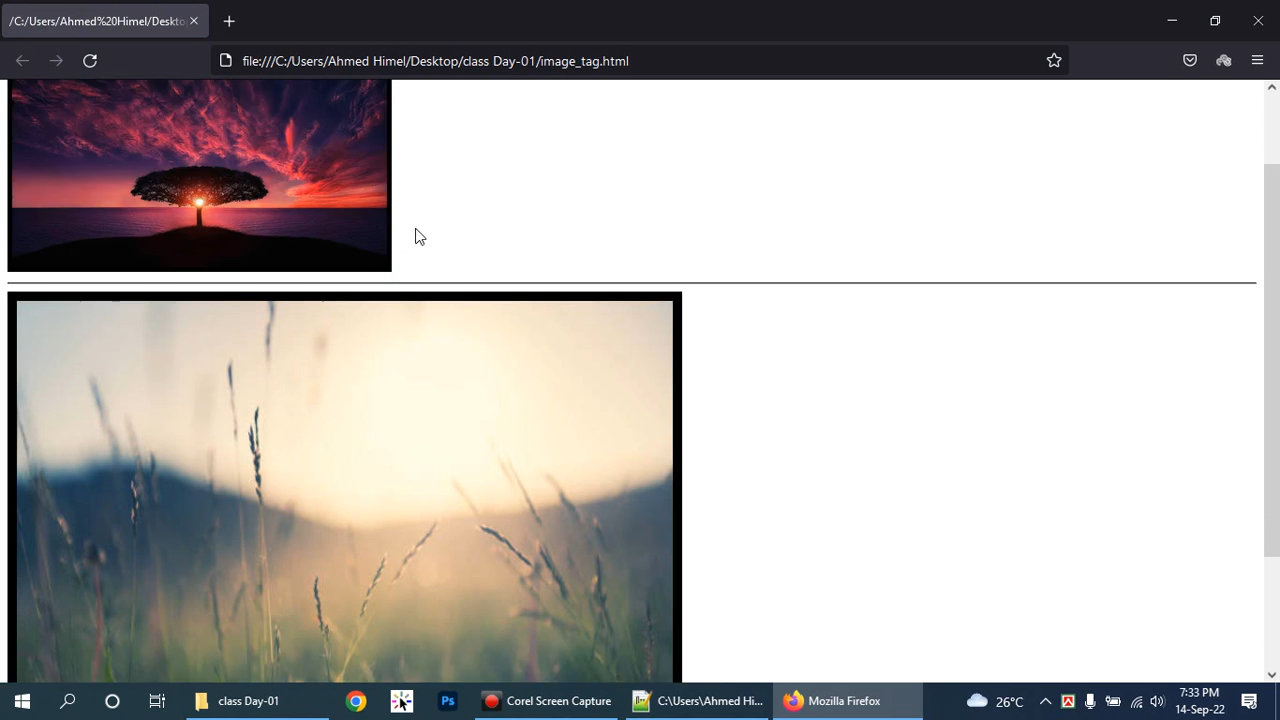 /C:/Users/Ahmed%20Himel/Deskto
file:///C:/Users/Ahmed Himel/Desktop/class Day-01/image_tag.html
class Day-01
Ps
Corel Screen Capture
C:\Users\Ahmed Hi...
Mozilla Firefox
26°C
7:33 PM
14-Sep-22